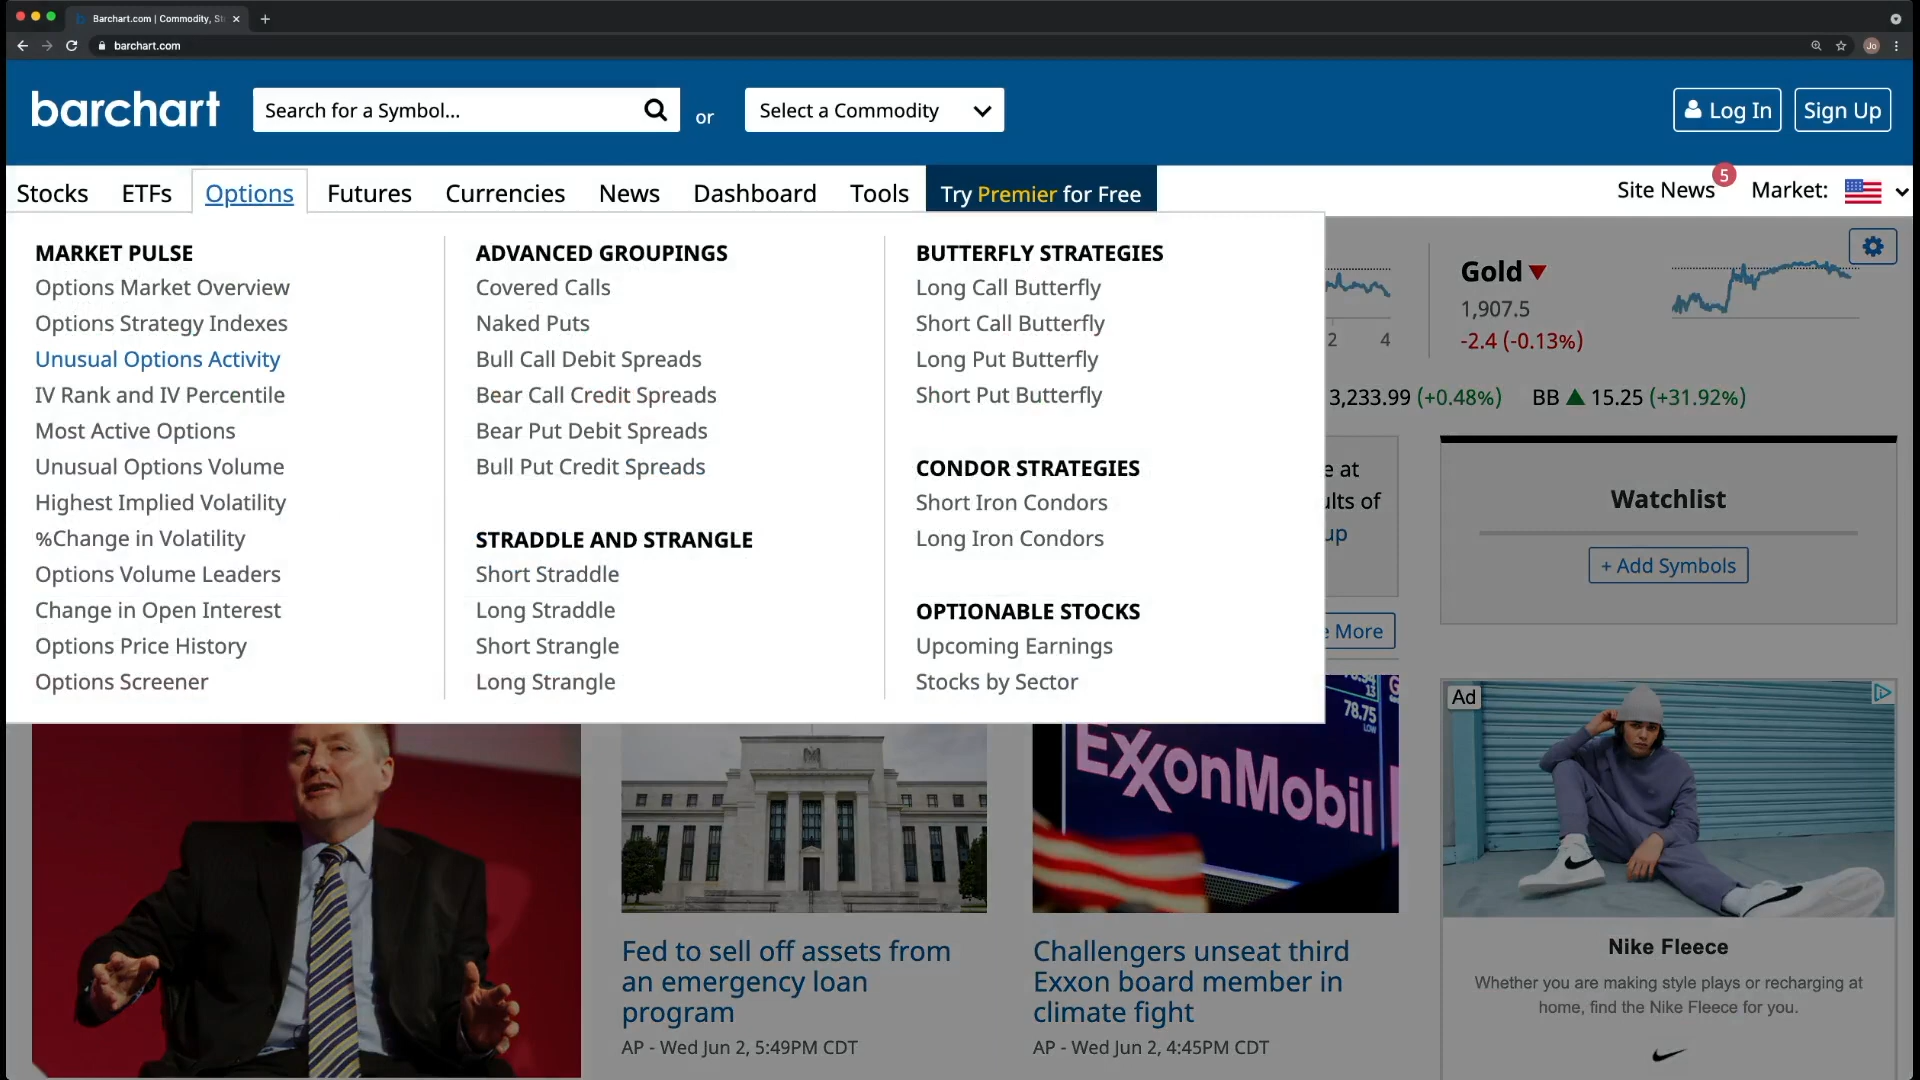 Barchart.com | Commodity, St
barchart.com
Jo
barchart
Search for a Symbol...
or
Select a Commodity
Log In
Sign Up
Stocks
ETFs
Options
Futures
Currencies
News
Dashboard
Tools
Try Premier for Free
Site News
5
Market:
MARKET PULSE
Options Market Overview
Options Strategy Indexes
Unusual Options Activity
IV Rank and IV Percentile
Most Active Options
Unusual Options Volume
Highest Implied Volatility
%Change in Volatility
Options Volume Leaders
Change in Open Interest
Options Price History
Options Screener
ADVANCED GROUPINGS
Covered Calls
Naked Puts
Bull Call Debit Spreads
Bear Call Credit Spreads
Bear Put Debit Spreads
Bull Put Credit Spreads
STRADDLE AND STRANGLE
Short Straddle
Long Straddle
Short Strangle
Long Strangle
BUTTERFLY STRATEGIES
Long Call Butterfly
Short Call Butterfly
Long Put Butterfly
Short Put Butterfly
CONDOR STRATEGIES
Short Iron Condors
Long Iron Condors
OPTIONABLE STOCKS
Upcoming Earnings
Stocks by Sector
2 4
Gold
1,907.5
-2.4 (-0.13%)
3,233.99 (+0.48%)
BB 15.25 (+31.92%)
e at
ults of
up
e More
Watchlist
+ Add Symbols
13
78.75
LOW
ExxonMobil
Fed to sell off assets from
an emergency loan
program
AP - Wed Jun 2, 5:49PM CDT
Challengers unseat third
Exxon board member in
climate fight
AP - Wed Jun 2, 4:45PM CDT
Ad
Nike Fleece
Whether you are making style plays or recharging at
home, find the Nike Fleece for you.